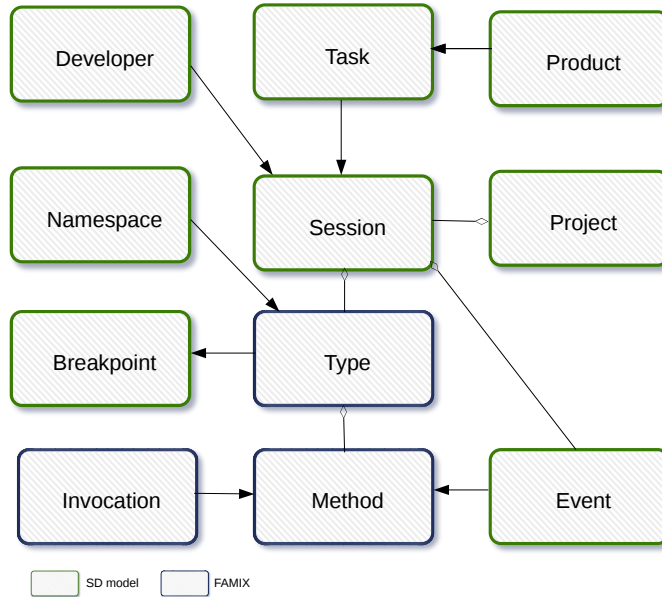 Developer
Task
Product
Namespace
Session
Project
Breakpoint
Type
Invocation
Method
Event
SD model
FAMIX